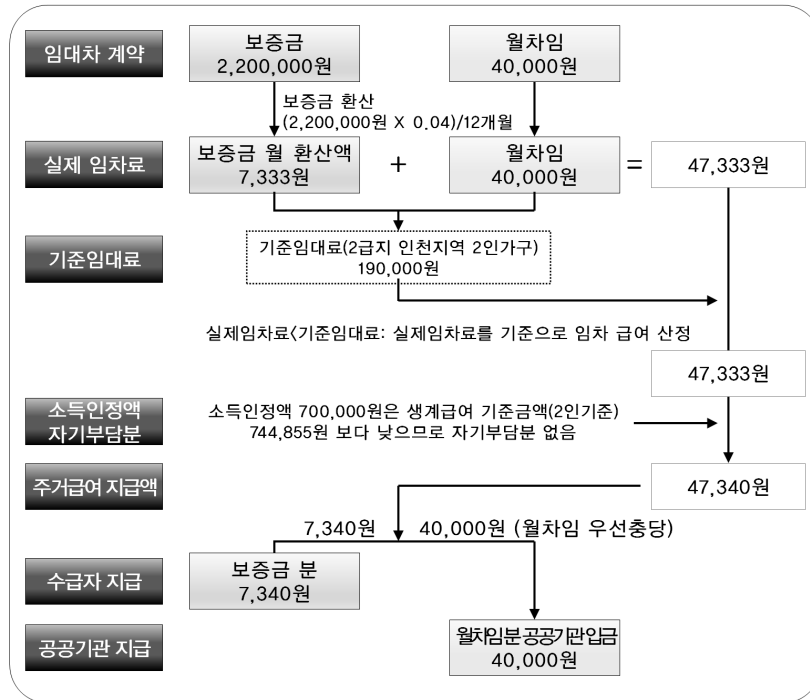 임대차 계약
보증금
2,200,000원
월차임
40,000원
보증금 환산
(2,200,000원 X 0.04)/12개월
실제 임차료
보증금 월 환산액
7,333원
+
월차임
40,000원
=
47,333원
기준임대료
기준임대료(2급지 인천지역 2인가구)
190,000원
실제임차료<기준임대료: 실제임차료를 기준으로 임차 급여 산정
47,333원
소득인정액
자기부담분
소득인정액 700,000원은 생계급여 기준금액(2인기준)
744,855원 보다 낮으므로 자기부담분 없음
주거급여 지급액
47,340원
7,340원
40,000원 (월차임 우선충당)
수급자 지급
보증금 분
7,340원
공공기관 지급
월차임분 공공기관 입금
40,000원